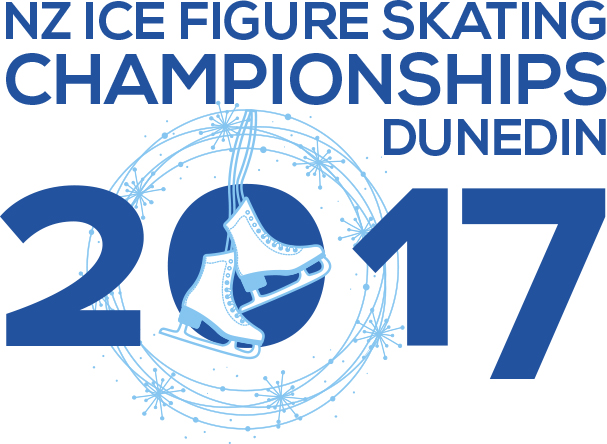 NZ ICE FIGURE SKATING
CHAMPIONSHIPS
DUNEDIN
2017